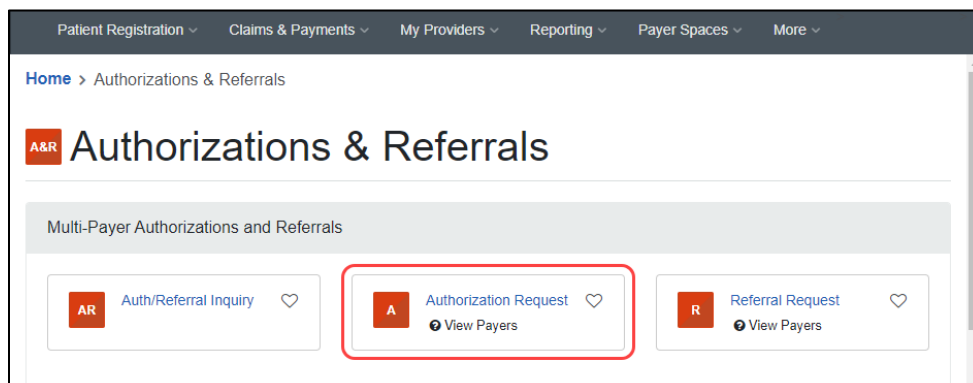 Patient Registration Claims & Payments My Providers Reporting Payer Spaces More
Home > Authorizations & Referrals
A&R Authorizations & Referrals
Multi-Payer Authorizations and Referrals
AR Auth/Referral Inquiry
A Authorization Request
View Payers
R Referral Request
View Payers